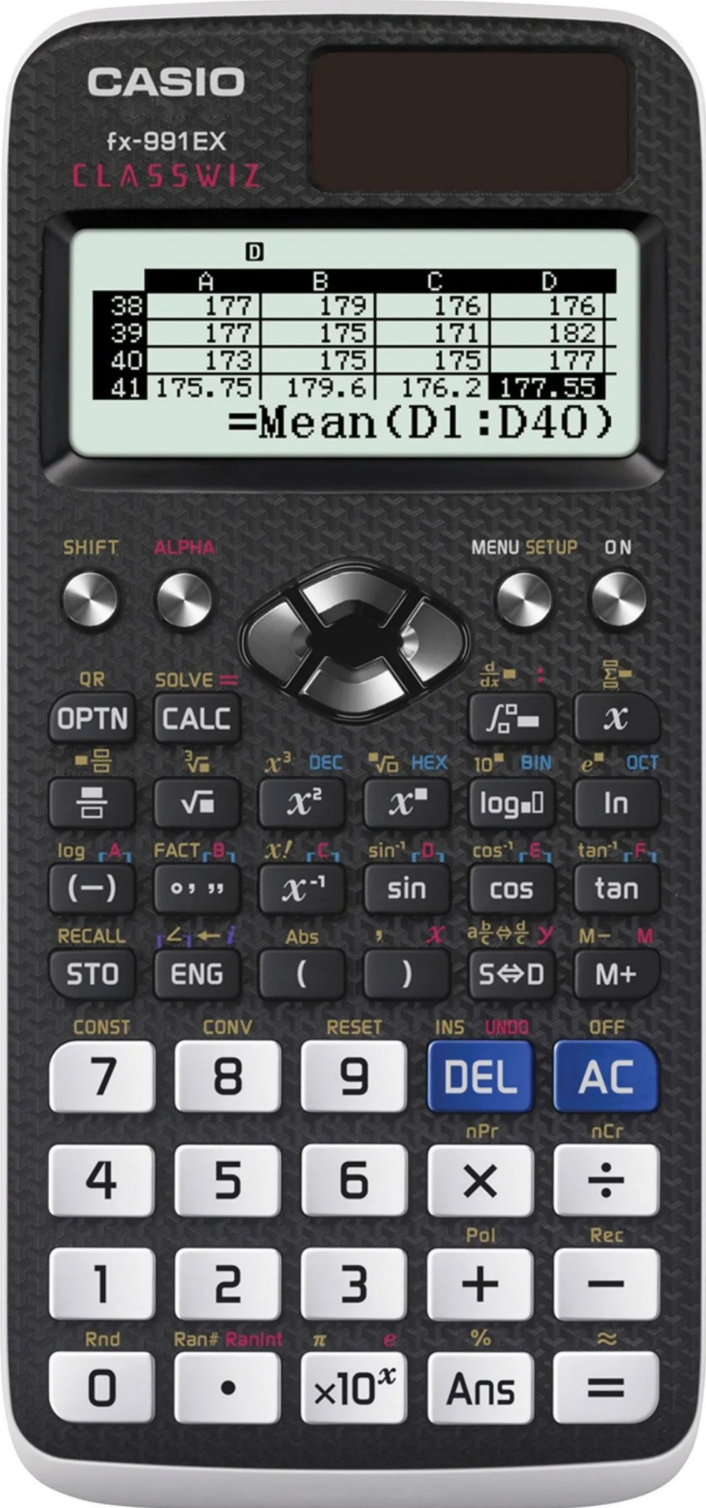 CASIO
fx-991EX
CLASSWIZ
D
A B C D
38 177 179 176 176
39 177 175 171 182
40 173 175 175 177
41 175.75 179.6 176.2 177.55
=Mean(D1:D40)
SHIFT ALPHA MENU SETUP ON
QR SOLVE = d/dx■ : Σ
OPTN CALC ∫ x
■ ³√■ x³ DEC ■√ HEX 10■ BIN e■ OCT
√■ x² x■ log■ ln
log A FACT B x! C sin⁻¹ D cos⁻¹ E tan⁻¹ F
(−) ° ’ ” x⁻¹ sin cos tan
RECALL ∠ ← i Abs , x a b/c⇔d/c y M− M
STO ENG ( ) S⇔D M+
CONST CONV RESET INS UNDO OFF
7 8 9 DEL AC
nPr nCr
4 5 6 × ÷
Pol Rec
1 2 3 + −
Rnd Ran# RanInt π e % ≈
0 • ×10ˣ Ans =